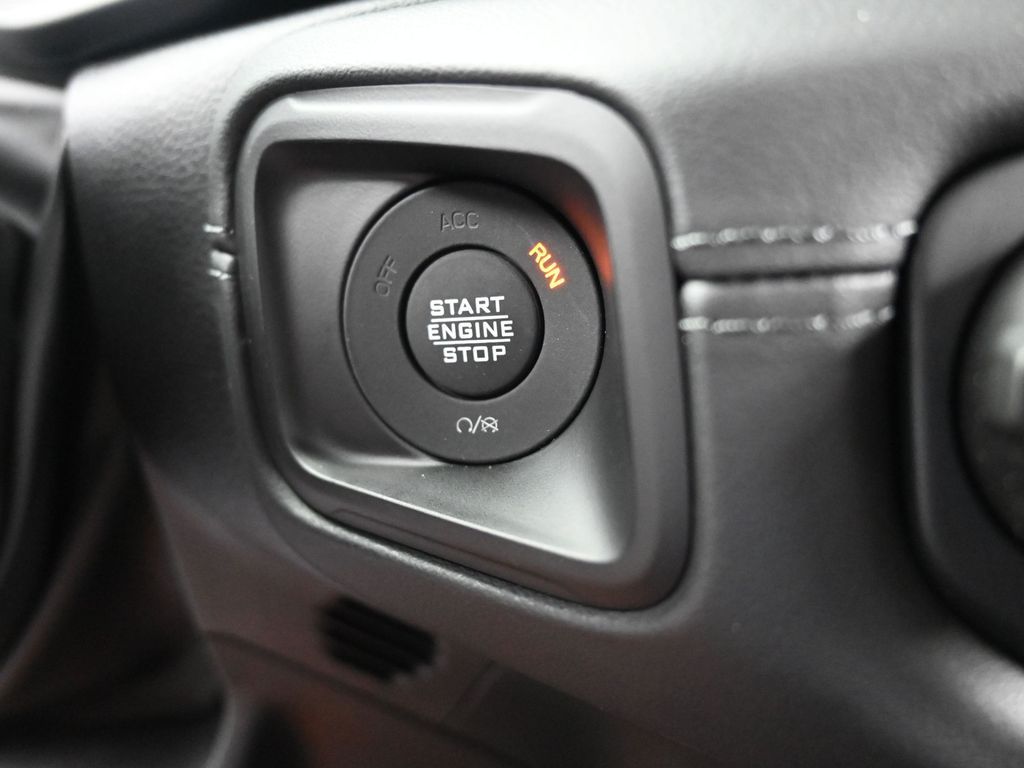 ACC
OFF
RUN
START
ENGINE
STOP